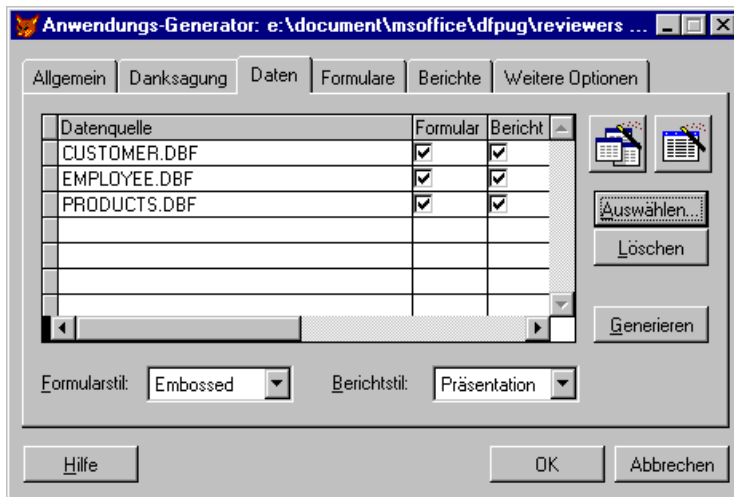 Anwendungs-Generator: e:\document\msoffice\dfpug\reviewers ...
Allgemein Danksagung Daten Formulare Berichte Weitere Optionen
Datenquelle Formular Bericht
CUSTOMER.DBF
EMPLOYEE.DBF
PRODUCTS.DBF
Auswählen...
Löschen
Generieren
Formularstil: Embossed Berichtstil: Präsentation
Hilfe OK Abbrechen